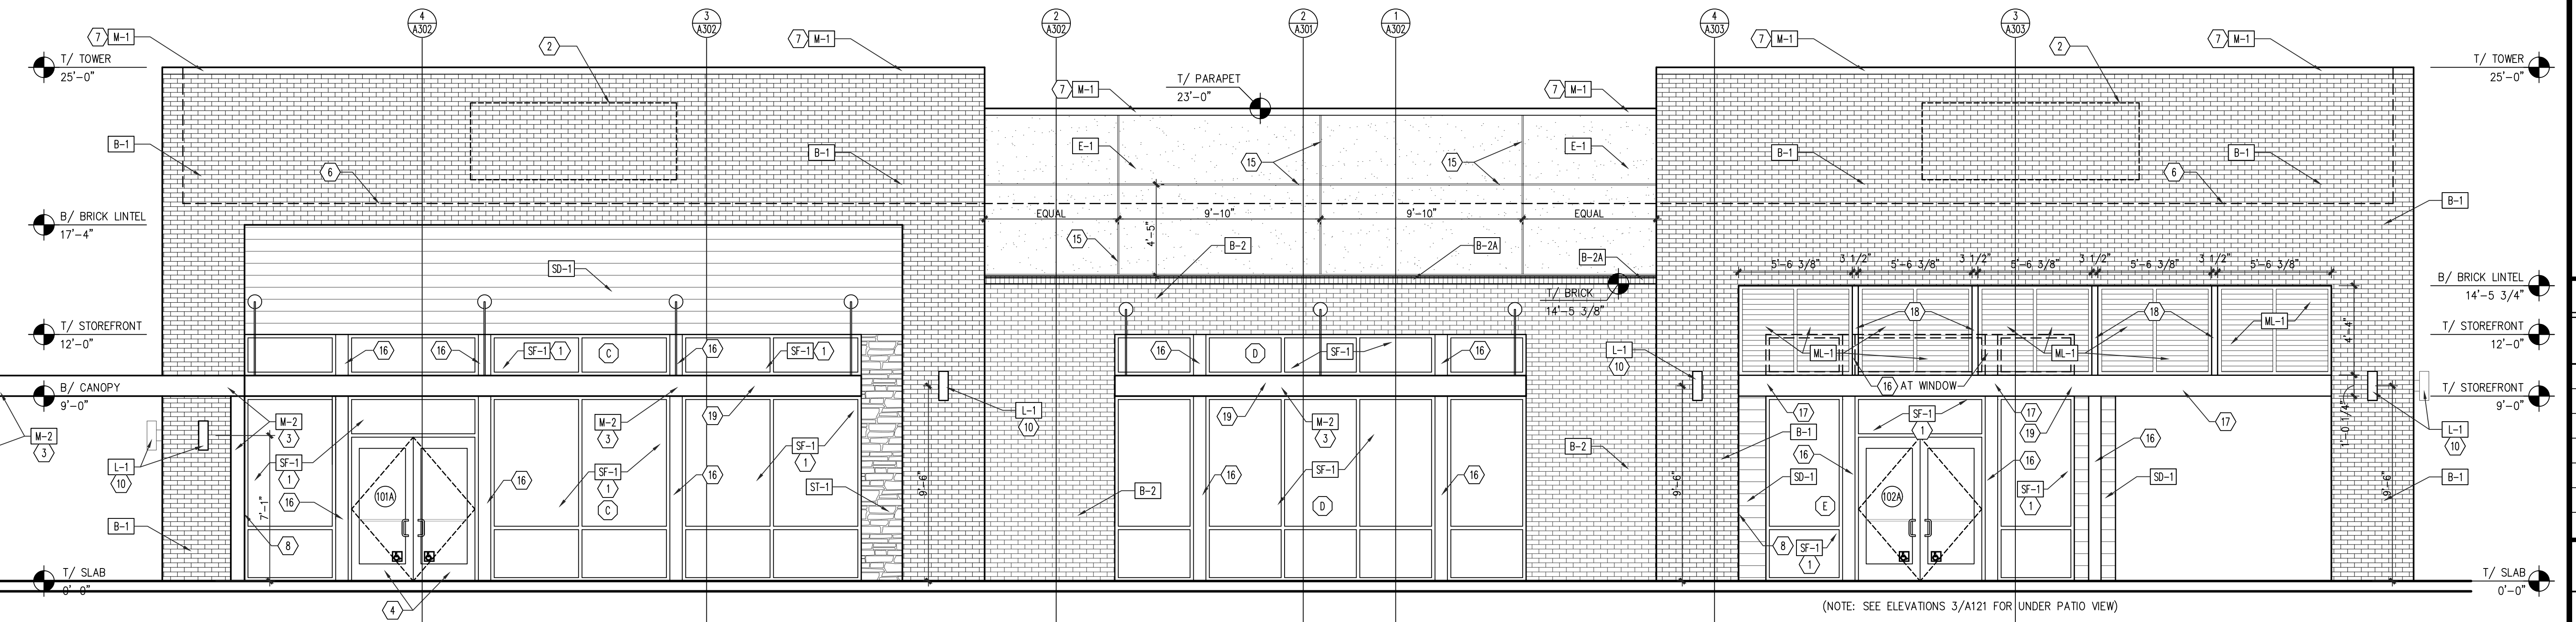 4
A302
3
A302
2
A302
2
A301
1
A302
4
A303
3
A303
7 M-1
2
7 M-1
7 M-1
T/ PARAPET
23'-0"
7 M-1
7 M-1
2
7 M-1
T/ TOWER
25'-0"
T/ TOWER
25'-0"
B-1
B-1
6
E-1
15
15
E-1
B-1
B-1
6
B-1
B/ BRICK LINTEL
17'-4"
EQUAL
9'-10"
9'-10"
EQUAL
15
4'-5"
B-2
B-2A
B-2A
SD-1
5'-6 3/8"
3 1/2"
5'-6 3/8"
3 1/2"
5'-6 3/8"
3 1/2"
5'-6 3/8"
3 1/2"
5'-6 3/8"
B/ BRICK LINTEL
14'-5 3/4"
T/ BRICK
14'-5 3/8"
T/ STOREFRONT
12'-0"
18
18
ML-1
4'-4"
T/ STOREFRONT
12'-0"
16
16
SF-1 1
C
16
SF-1 1
16
D
SF-1
16
L-1
10
ML-1
ML-1
B/ CANOPY
9'-0"
16 AT WINDOW
T/ STOREFRONT
9'-0"
M-2
3
M-2
3
M-2
3
19
L-1
10
19
M-2
3
17
SF-1
1
17
19
17
1'-0 1/4"
L-1
10
L-1
10
SF-1
1
16
7'-1"
101A
16
SF-1
1
C
16
SF-1
1
ST-1
9'-6"
B-2
16
SF-1
D
16
B-2
9'-6"
B-1
16
SD-1
102A
E
16
16
SF-1
1
SD-1
9'-6"
B-1
B-1
8
8
SF-1
1
T/ SLAB
0'-0"
4
T/ SLAB
0'-0"
(NOTE: SEE ELEVATIONS 3/A121 FOR UNDER PATIO VIEW)